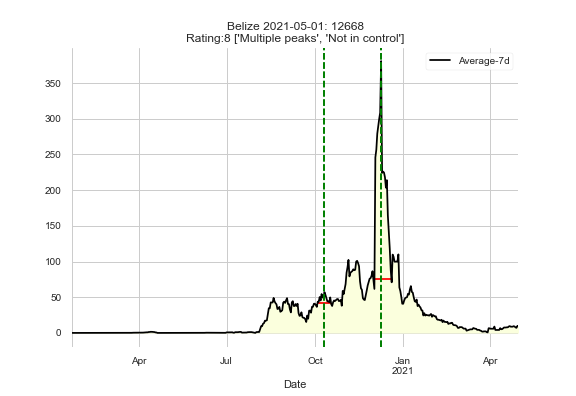 Belize 2021-05-01: 12668
Rating:8 ['Multiple peaks', 'Not in control']
Average-7d
350
300
250
200
150
100
50
0
Apr
Jul
Oct
Jan
2021
Apr
Date